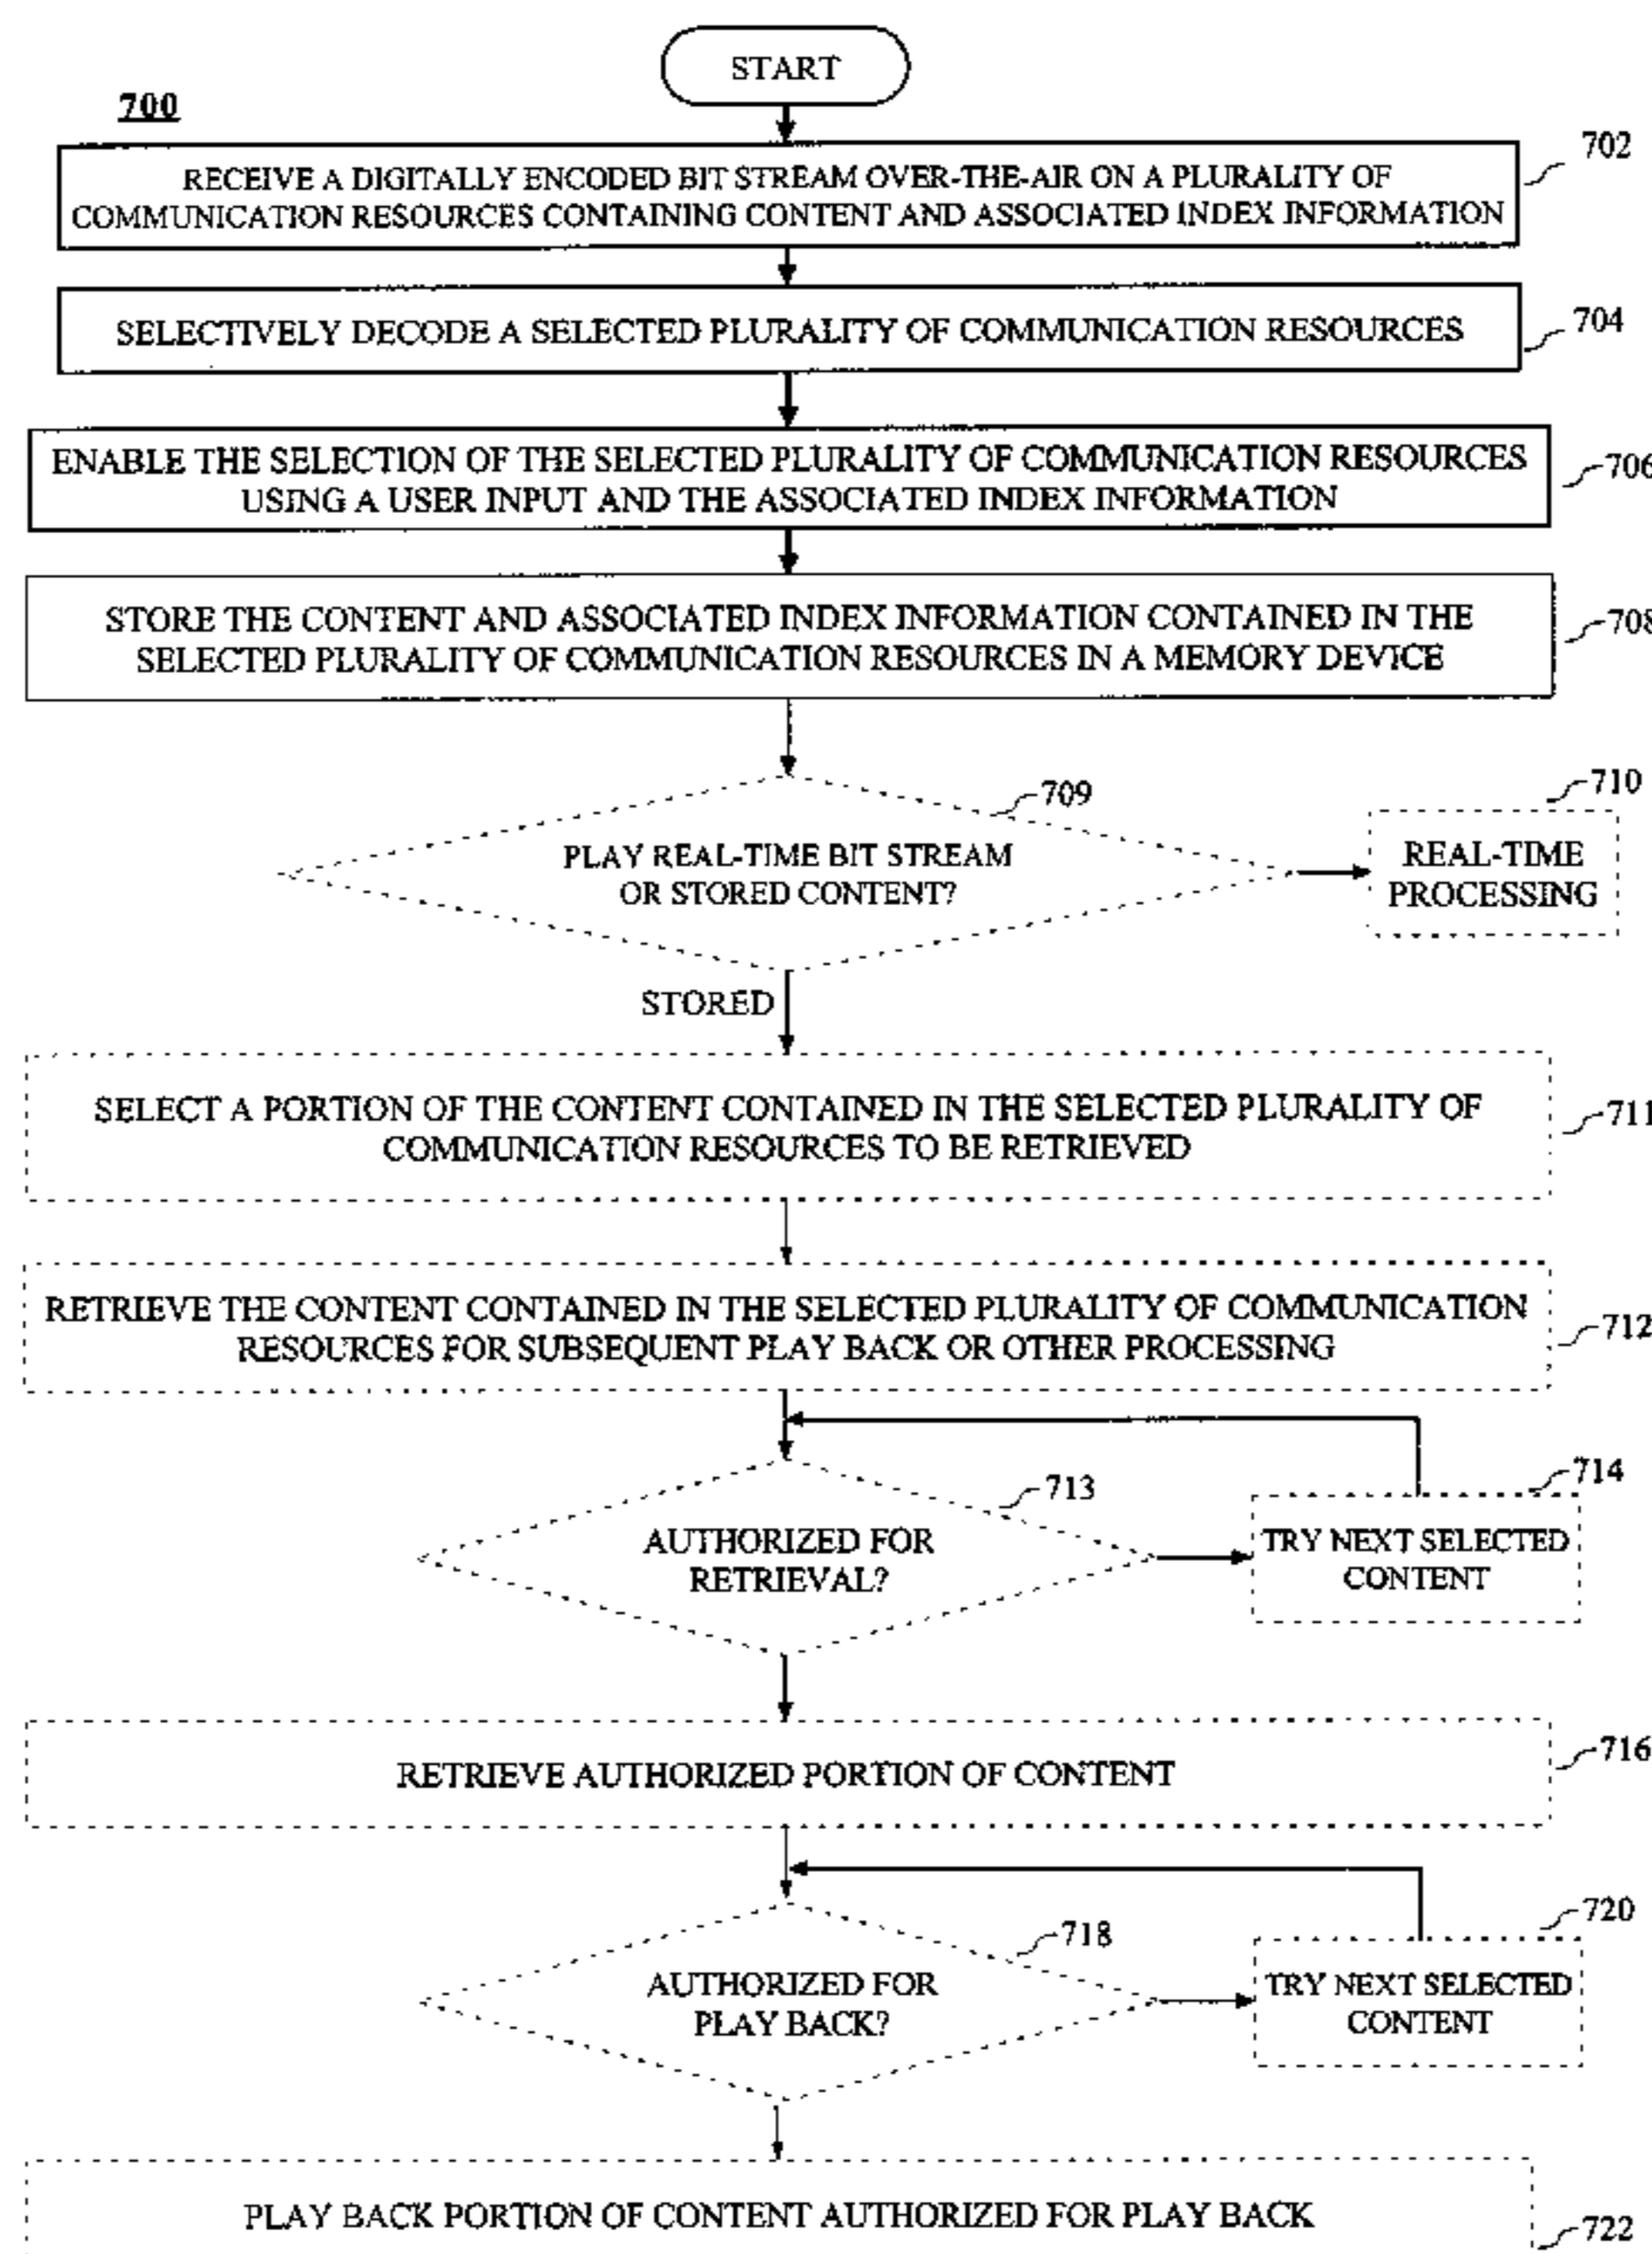 START
700
702
RECEIVE A DIGITALLY ENCODED BIT STREAM OVER-THE-AIR ON A PLURALITY OF
COMMUNICATION RESOURCES CONTAINING CONTENT AND ASSOCIATED INDEX INFORMATION
SELECTIVELY DECODE A SELECTED PLURALITY OF COMMUNICATION RESOURCES
704
ENABLE THE SELECTION OF THE SELECTED PLURALITY OF COMMUNICATION RESOURCES
USING A USER INPUT AND THE ASSOCIATED INDEX INFORMATION
706
STORE THE CONTENT AND ASSOCIATED INDEX INFORMATION CONTAINED IN THE
SELECTED PLURALITY OF COMMUNICATION RESOURCES IN A MEMORY DEVICE
708
709
PLAY REAL-TIME BIT STREAM
OR STORED CONTENT?
710
REAL-TIME
PROCESSING
STORED
SELECT A PORTION OF THE CONTENT CONTAINED IN THE SELECTED PLURALITY OF
COMMUNICATION RESOURCES TO BE RETRIEVED
711
RETRIEVE THE CONTENT CONTAINED IN THE SELECTED PLURALITY OF COMMUNICATION
RESOURCES FOR SUBSEQUENT PLAY BACK OR OTHER PROCESSING
712
713
AUTHORIZED FOR
RETRIEVAL?
714
TRY NEXT SELECTED
CONTENT
RETRIEVE AUTHORIZED PORTION OF CONTENT
716
718
AUTHORIZED FOR
PLAY BACK?
720
TRY NEXT SELECTED
CONTENT
PLAY BACK PORTION OF CONTENT AUTHORIZED FOR PLAY BACK
722